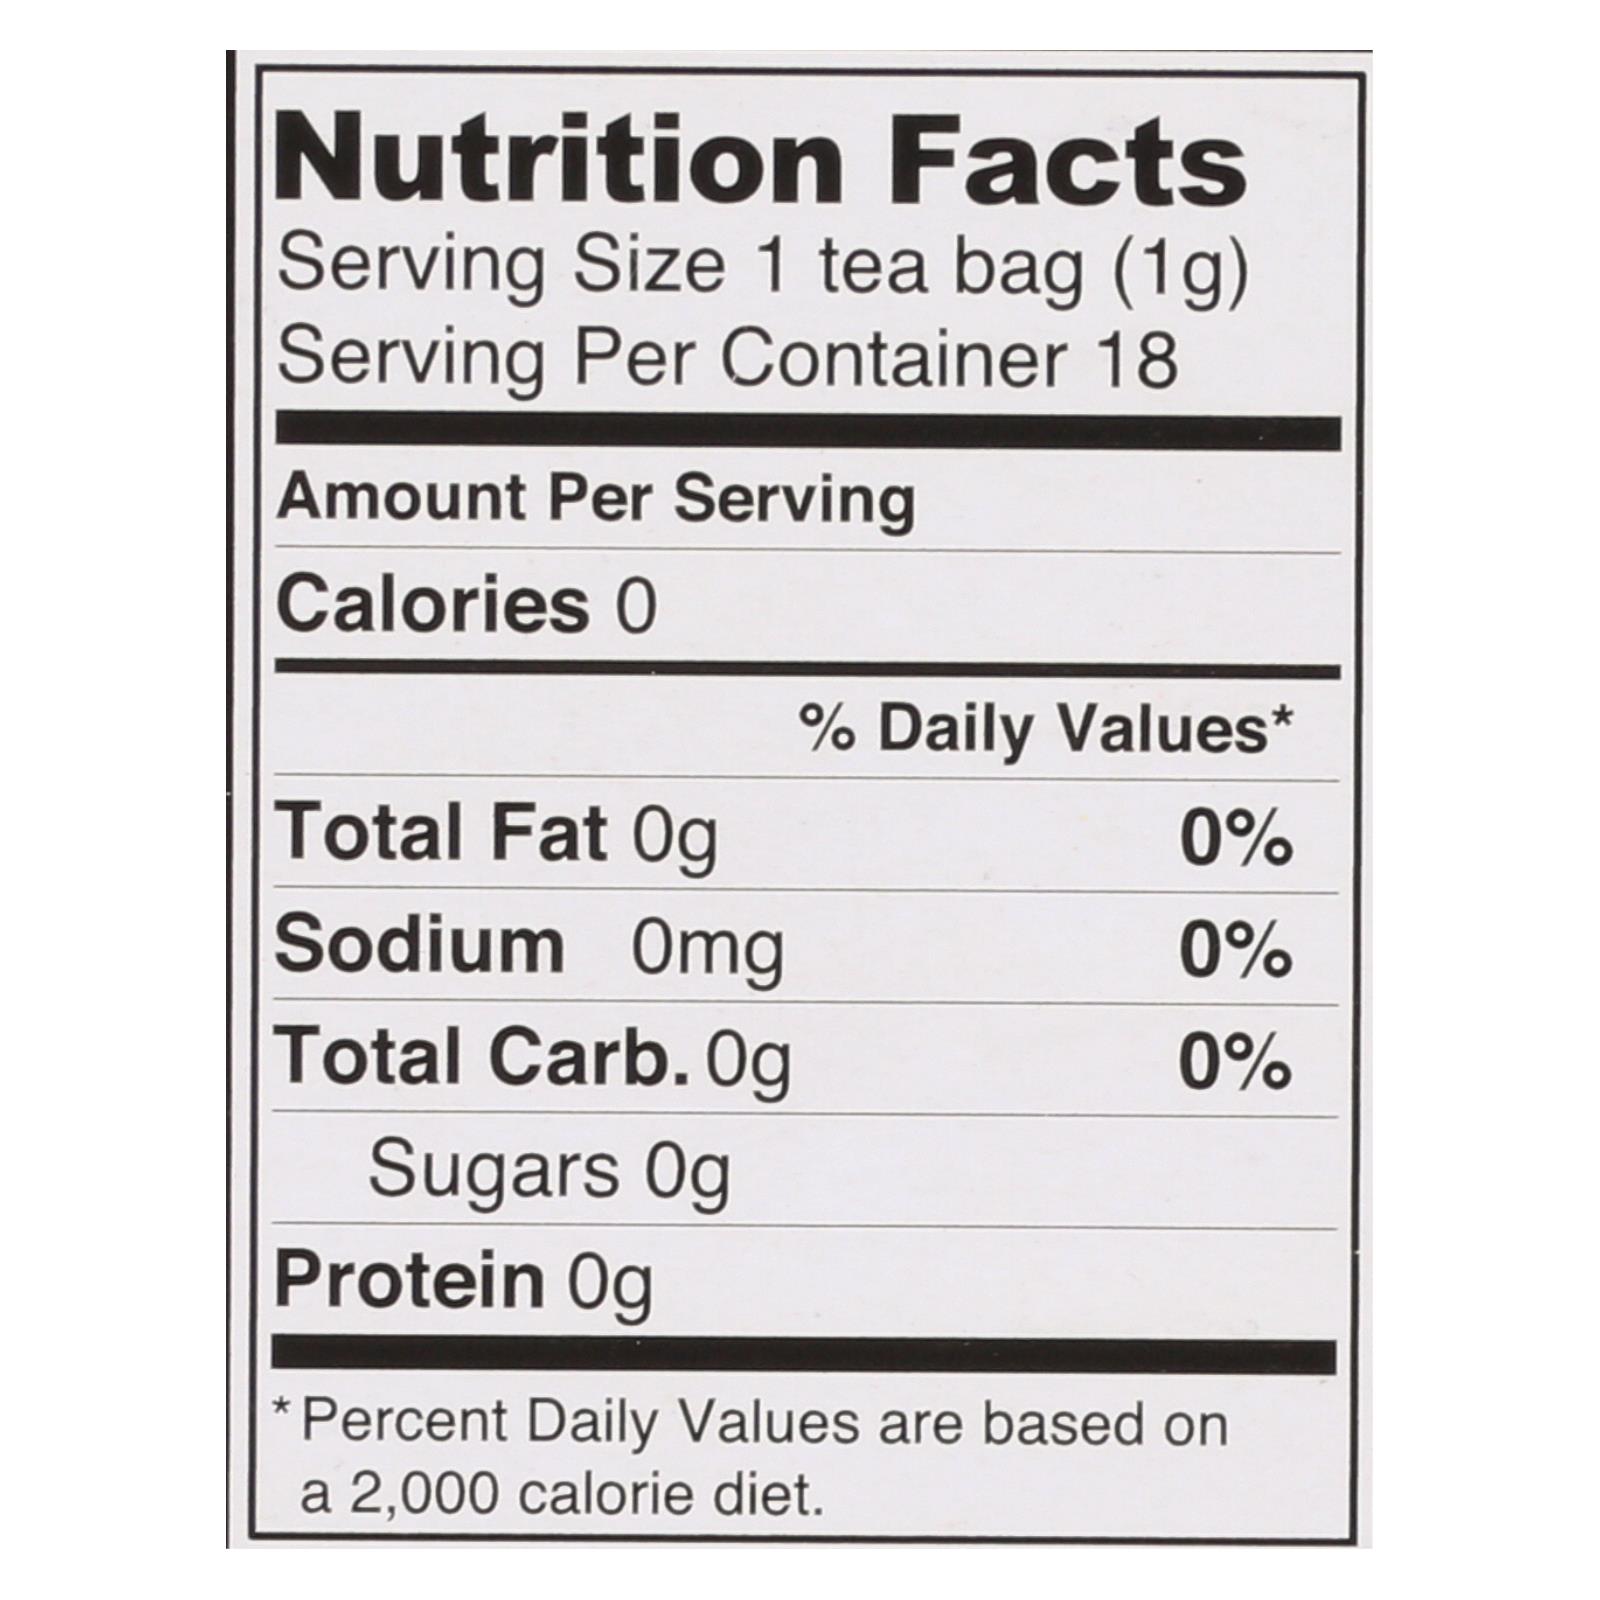 Nutrition Facts
Serving Size 1 tea bag (1g)
Serving Per Container 18
Amount Per Serving
Calories 0
% Daily Values*
Total Fat 0g 0%
Sodium 0mg 0%
Total Carb. 0g 0%
Sugars 0g
Protein 0g
* Percent Daily Values are based on
a 2,000 calorie diet.